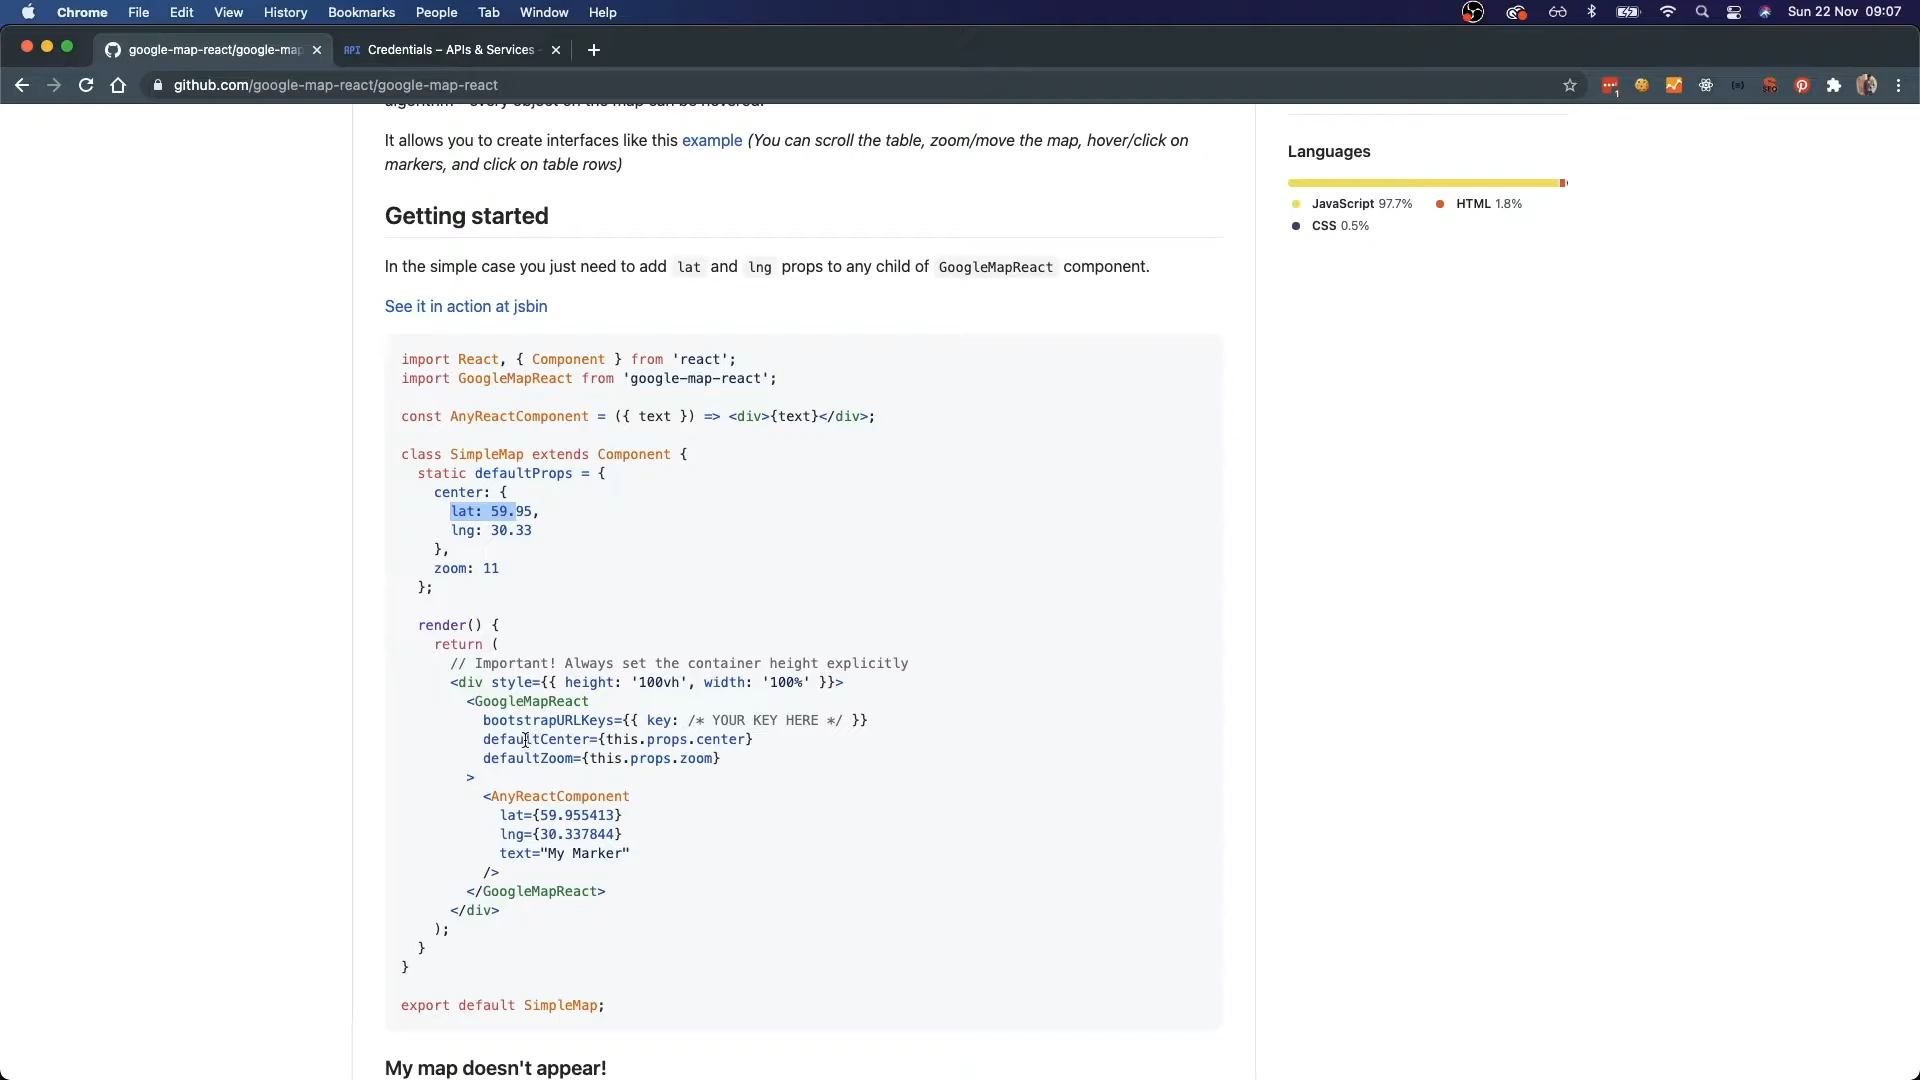 Chrome File Edit View History Bookmarks People Tab Window Help Sun 22 Nov 09:07
google-map-react/google-map API Credentials – APIs & Services
github.com/google-map-react/google-map-react
It allows you to create interfaces like this example (You can scroll the table, zoom/move the map, hover/click on
markers, and click on table rows)
Getting started
In the simple case you just need to add lat and lng props to any child of GoogleMapReact component.
See it in action at jsbin
import React, { Component } from 'react';
import GoogleMapReact from 'google-map-react';
const AnyReactComponent = ({ text }) => <div>{text}</div>;
class SimpleMap extends Component {
static defaultProps = {
center: {
lat: 59.95,
lng: 30.33
},
zoom: 11
};
render() {
return (
// Important! Always set the container height explicitly
<div style={{ height: '100vh', width: '100%' }}>
<GoogleMapReact
bootstrapURLKeys={{ key: /* YOUR KEY HERE */ }}
defaultCenter={this.props.center}
defaultZoom={this.props.zoom}
>
<AnyReactComponent
lat={59.955413}
lng={30.337844}
text="My Marker"
/>
</GoogleMapReact>
</div>
);
}
}
export default SimpleMap;
My map doesn't appear!
Languages
JavaScript 97.7% HTML 1.8%
CSS 0.5%